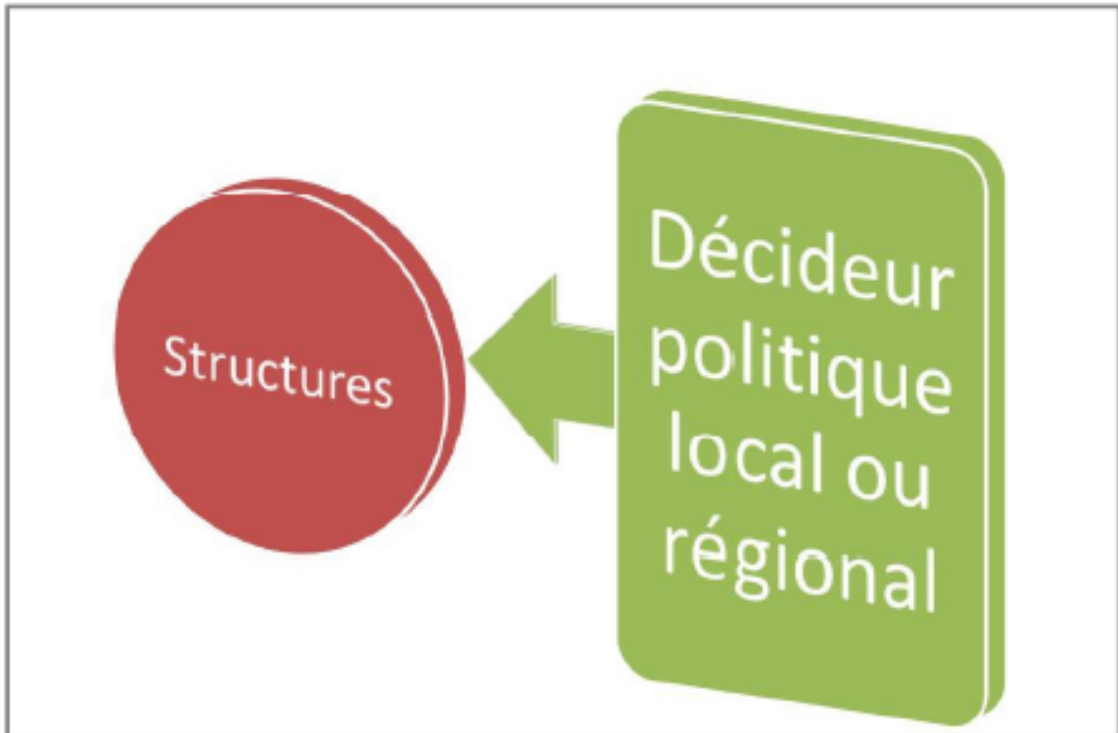 Structures
Décideur
politique
local ou
régional